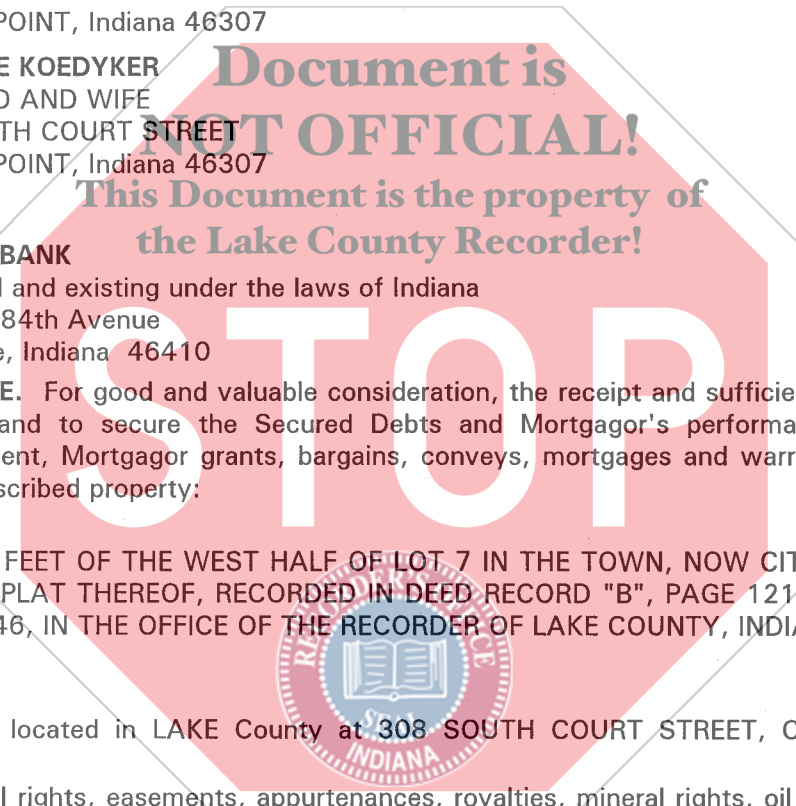 POINT, Indiana 46307
E KOEDYKER
D AND WIFE
TH COURT STREET
POINT, Indiana 46307
Document is
NOT OFFICIAL!
This Document is the property of
the Lake County Recorder!
BANK
and existing under the laws of Indiana
84th Avenue
e, Indiana 46410
STOP
E. For good and valuable consideration, the receipt and sufficie
and to secure the Secured Debts and Mortgagor's performa
ent, Mortgagor grants, bargains, conveys, mortgages and warr
scribed property:
FEET OF THE WEST HALF OF LOT 7 IN THE TOWN, NOW CIT
PLAT THEREOF, RECORDED IN DEED RECORD "B", PAGE 121
46, IN THE OFFICE OF THE RECORDER OF LAKE COUNTY, INDIA
RECORDER'S OFFICE
SEAL
INDIANA
located in LAKE County at 308 SOUTH COURT STREET, C
l rights, easements, appurtenances, royalties, mineral rights, oil